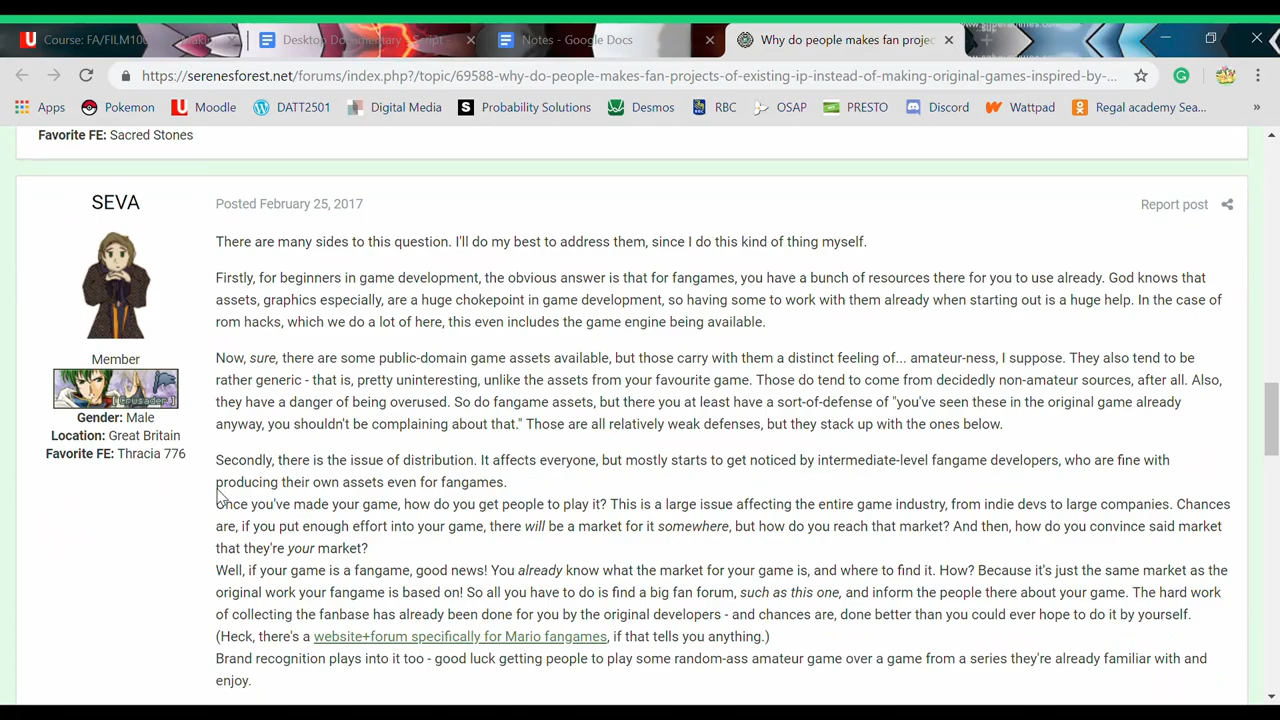 www.superannes.com
Course: FA/FILM100
Desktop Documentary - Script
Notes - Google Docs
Why do people makes fan projec
https://serenesforest.net/forums/index.php?/topic/69588-why-do-people-makes-fan-projects-of-existing-ip-instead-of-making-original-games-inspired-by-...
Apps Pokemon Moodle DATT2501 Digital Media Probability Solutions Desmos RBC OSAP PRESTO Discord Wattpad Regal academy Sea... »
Favorite FE: Sacred Stones
SEVA
Posted February 25, 2017
Report post
There are many sides to this question. I'll do my best to address them, since I do this kind of thing myself.
Firstly, for beginners in game development, the obvious answer is that for fangames, you have a bunch of resources there for you to use already. God knows that
assets, graphics especially, are a huge chokepoint in game development, so having some to work with them already when starting out is a huge help. In the case of
rom hacks, which we do a lot of here, this even includes the game engine being available.
Member
[Crusader]
Gender: Male
Location: Great Britain
Favorite FE: Thracia 776
Now, sure, there are some public-domain game assets available, but those carry with them a distinct feeling of... amateur-ness, I suppose. They also tend to be
rather generic - that is, pretty uninteresting, unlike the assets from your favourite game. Those do tend to come from decidedly non-amateur sources, after all. Also,
they have a danger of being overused. So do fangame assets, but there you at least have a sort-of defense of "you've seen these in the original game already
anyway, you shouldn't be complaining about that." Those are all relatively weak defenses, but they stack up with the ones below.
Secondly, there is the issue of distribution. It affects everyone, but mostly starts to get noticed by intermediate-level fangame developers, who are fine with
producing their own assets even for fangames.
Once you've made your game, how do you get people to play it? This is a large issue affecting the entire game industry, from indie devs to large companies. Chances
are, if you put enough effort into your game, there will be a market for it somewhere, but how do you reach that market? And then, how do you convince said market
that they're your market?
Well, if your game is a fangame, good news! You already know what the market for your game is, and where to find it. How? Because it's just the same market as the
original work your fangame is based on! So all you have to do is find a big fan forum, such as this one, and inform the people there about your game. The hard work
of collecting the fanbase has already been done for you by the original developers - and chances are, done better than you could ever hope to do it by yourself.
(Heck, there's a website+forum specifically for Mario fangames, if that tells you anything.)
Brand recognition plays into it too - good luck getting people to play some random-ass amateur game over a game from a series they're already familiar with and
enjoy.